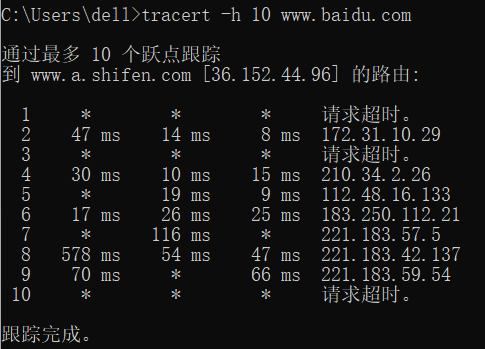 C:\Users\dell>tracert -h 10 www.baidu.com
通过最多 10 个跃点跟踪
到 www.a.shifen.com [36.152.44.96] 的路由:
1 * * * 请求超时。
2 47 ms 14 ms 8 ms 172.31.10.29
3 * * * 请求超时。
4 30 ms 10 ms 15 ms 210.34.2.26
5 * 19 ms 9 ms 112.48.16.133
6 17 ms 26 ms 25 ms 183.250.112.21
7 * 116 ms * 221.183.57.5
8 578 ms 54 ms 47 ms 221.183.42.137
9 70 ms * 66 ms 221.183.59.54
10 * * * 请求超时。
跟踪完成。